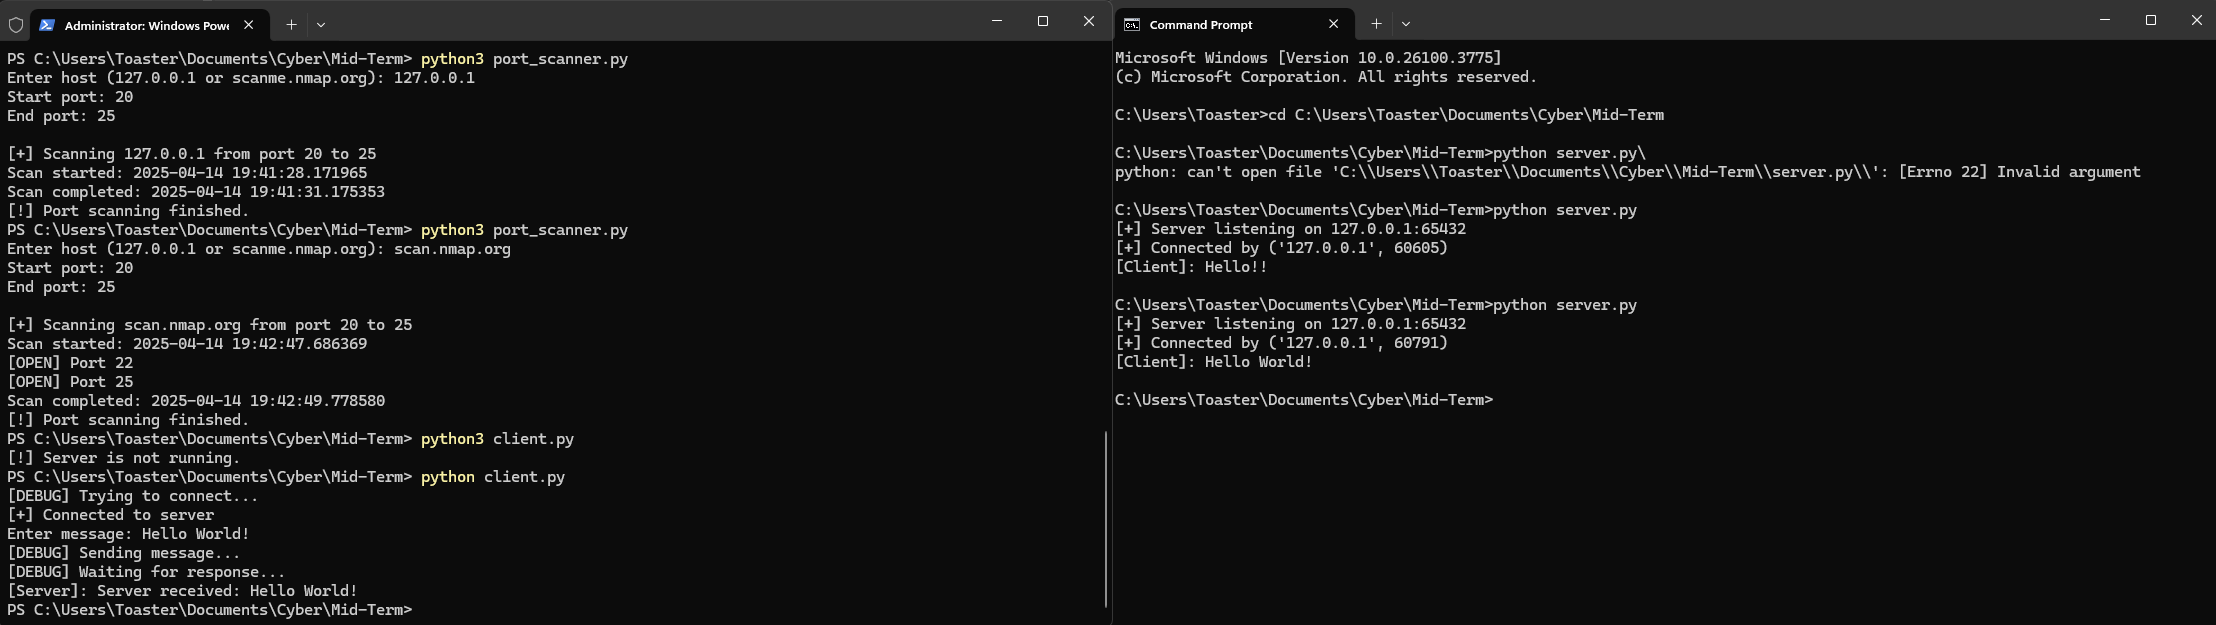 Administrator: Windows Powe
PS C:\Users\Toaster\Documents\Cyber\Mid-Term> python3 port_scanner.py
Enter host (127.0.0.1 or scanme.nmap.org): 127.0.0.1
Start port: 20
End port: 25
[+] Scanning 127.0.0.1 from port 20 to 25
Scan started: 2025-04-14 19:41:28.171965
Scan completed: 2025-04-14 19:41:31.175353
[!] Port scanning finished.
PS C:\Users\Toaster\Documents\Cyber\Mid-Term> python3 port_scanner.py
Enter host (127.0.0.1 or scanme.nmap.org): scan.nmap.org
Start port: 20
End port: 25
[+] Scanning scan.nmap.org from port 20 to 25
Scan started: 2025-04-14 19:42:47.686369
[OPEN] Port 22
[OPEN] Port 25
Scan completed: 2025-04-14 19:42:49.778580
[!] Port scanning finished.
PS C:\Users\Toaster\Documents\Cyber\Mid-Term> python3 client.py
[!] Server is not running.
PS C:\Users\Toaster\Documents\Cyber\Mid-Term> python client.py
[DEBUG] Trying to connect...
[+] Connected to server
Enter message: Hello World!
[DEBUG] Sending message...
[DEBUG] Waiting for response...
[Server]: Server received: Hello World!
PS C:\Users\Toaster\Documents\Cyber\Mid-Term>
Command Prompt
Microsoft Windows [Version 10.0.26100.3775]
(c) Microsoft Corporation. All rights reserved.
C:\Users\Toaster>cd C:\Users\Toaster\Documents\Cyber\Mid-Term
C:\Users\Toaster\Documents\Cyber\Mid-Term>python server.py\
python: can't open file 'C:\\Users\\Toaster\\Documents\\Cyber\\Mid-Term\\server.py\\': [Errno 22] Invalid argument
C:\Users\Toaster\Documents\Cyber\Mid-Term>python server.py
[+] Server listening on 127.0.0.1:65432
[+] Connected by ('127.0.0.1', 60605)
[Client]: Hello!!
C:\Users\Toaster\Documents\Cyber\Mid-Term>python server.py
[+] Server listening on 127.0.0.1:65432
[+] Connected by ('127.0.0.1', 60791)
[Client]: Hello World!
C:\Users\Toaster\Documents\Cyber\Mid-Term>